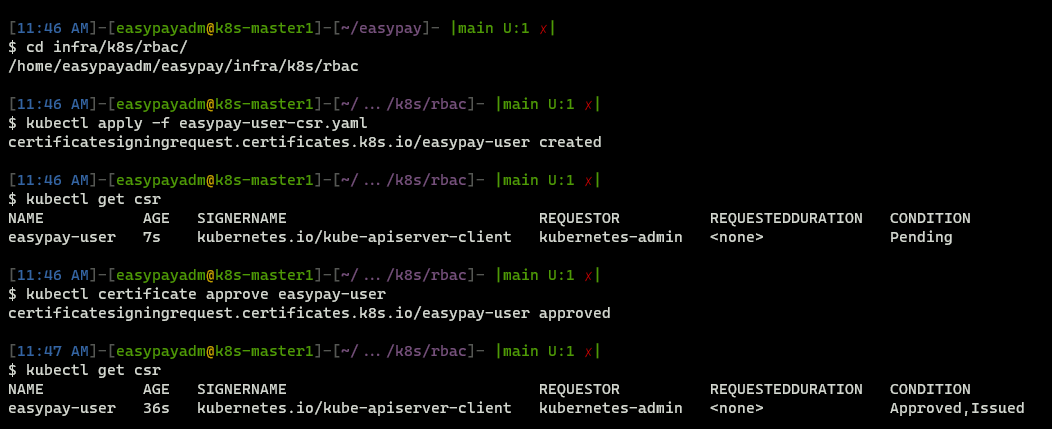 [11:46 AM]-[easypayadm@k8s-master1]-[~/easypay]- |main U:1 ✗|
$ cd infra/k8s/rbac/
/home/easypayadm/easypay/infra/k8s/rbac
[11:46 AM]-[easypayadm@k8s-master1]-[~/.../k8s/rbac]- |main U:1 ✗|
$ kubectl apply -f easypay-user-csr.yaml
certificatesigningrequest.certificates.k8s.io/easypay-user created
[11:46 AM]-[easypayadm@k8s-master1]-[~/.../k8s/rbac]- |main U:1 ✗|
$ kubectl get csr
NAME AGE SIGNERNAME REQUESTOR REQUESTEDDURATION CONDITION
easypay-user 7s kubernetes.io/kube-apiserver-client kubernetes-admin <none> Pending
[11:46 AM]-[easypayadm@k8s-master1]-[~/.../k8s/rbac]- |main U:1 ✗|
$ kubectl certificate approve easypay-user
certificatesigningrequest.certificates.k8s.io/easypay-user approved
[11:47 AM]-[easypayadm@k8s-master1]-[~/.../k8s/rbac]- |main U:1 ✗|
$ kubectl get csr
NAME AGE SIGNERNAME REQUESTOR REQUESTEDDURATION CONDITION
easypay-user 36s kubernetes.io/kube-apiserver-client kubernetes-admin <none> Approved,Issued